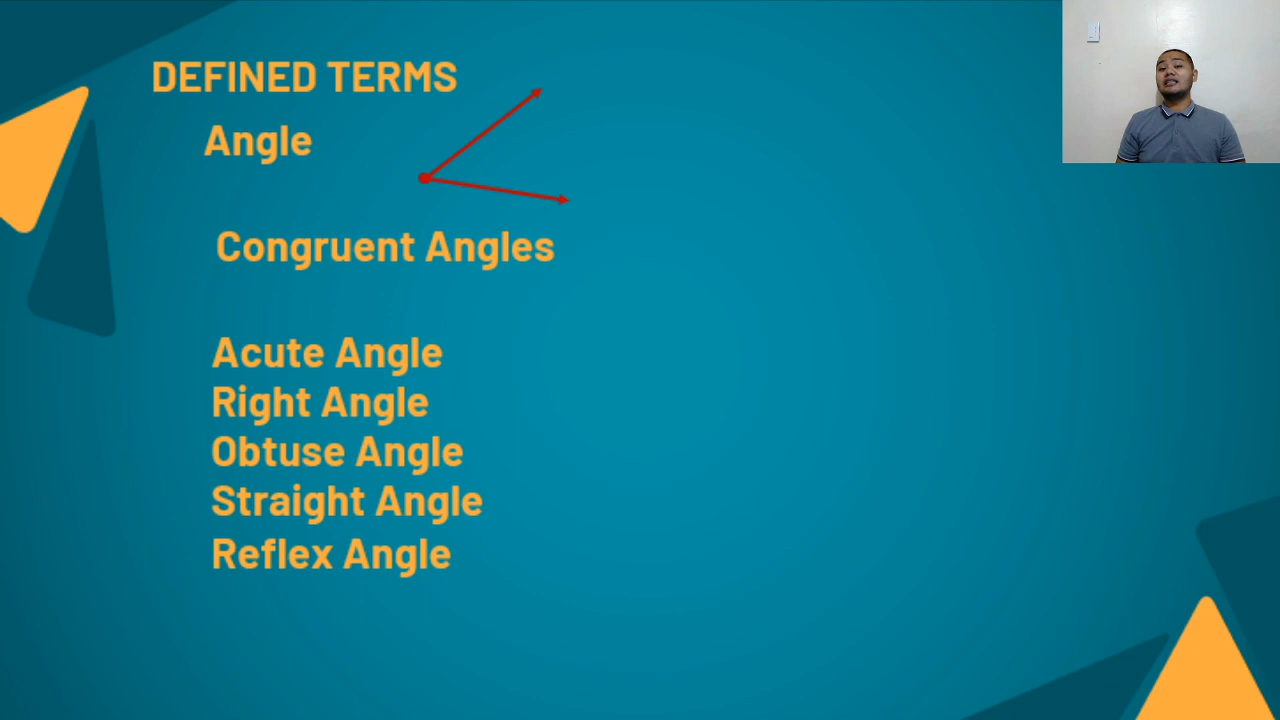 DEFINED TERMS
Angle
Congruent Angles
Acute Angle
Right Angle
Obtuse Angle
Straight Angle
Reflex Angle